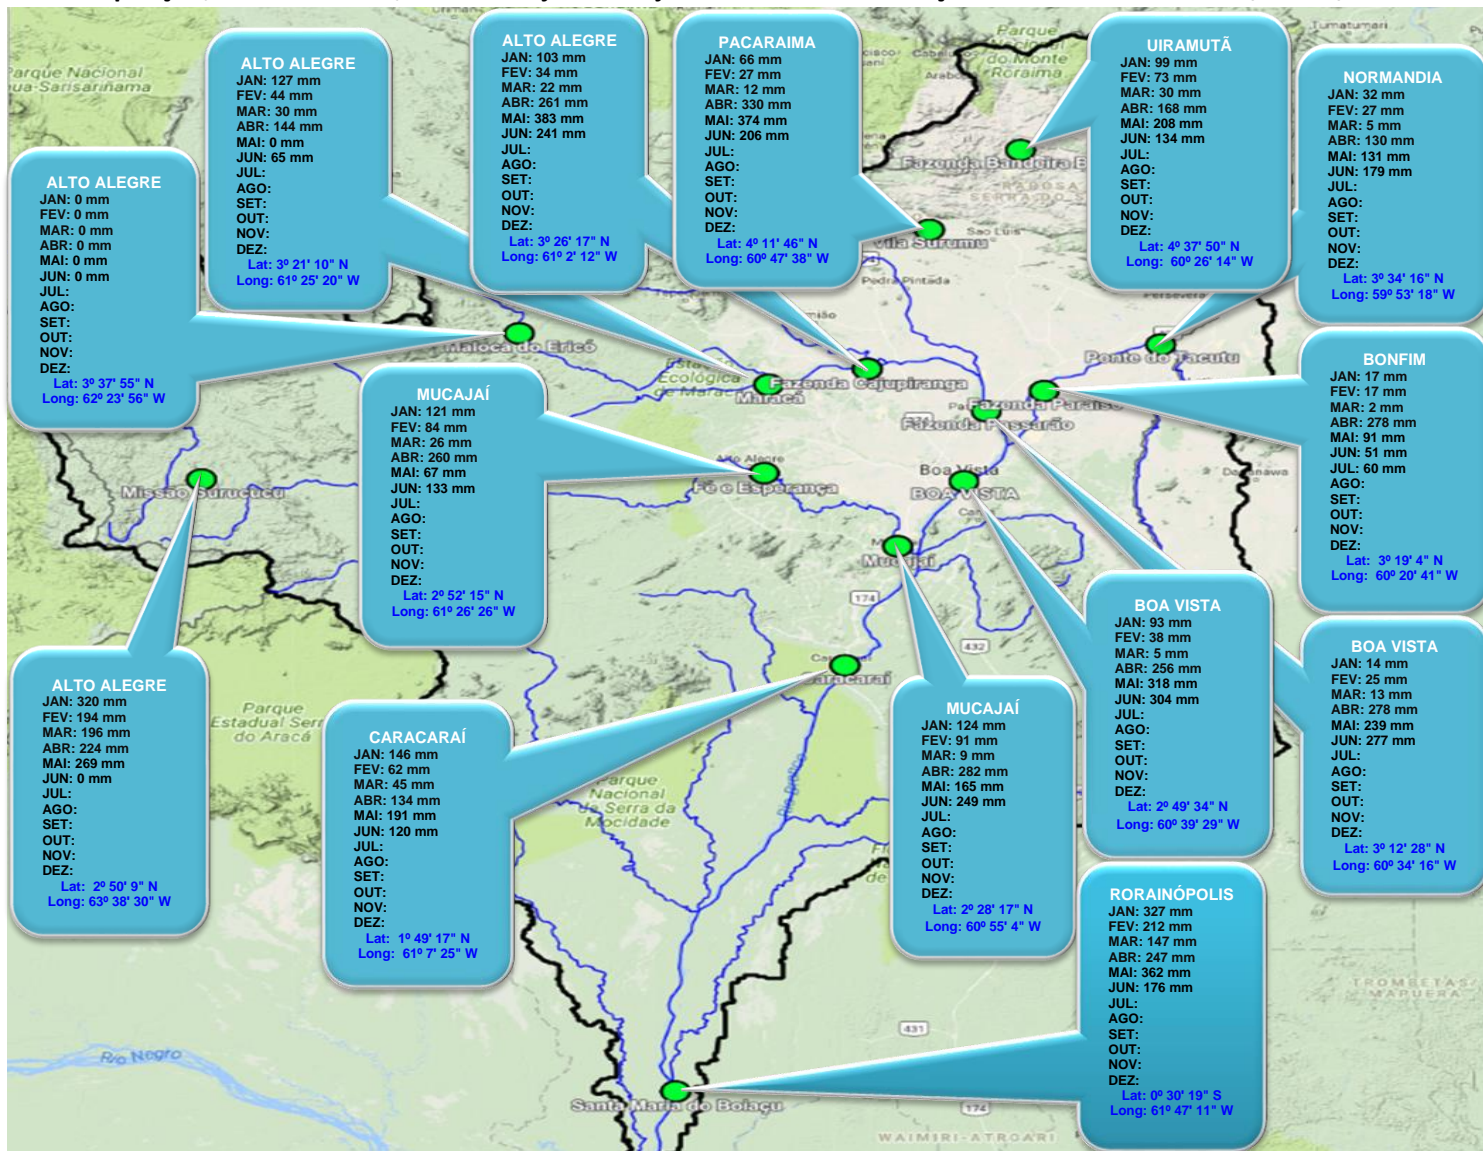 ALTO ALEGRE
JAN: 127 mm
FEV: 44 mm
MAR: 30 mm
ABR: 144 mm
MAI: 0 mm
JUN: 65 mm
JUL:
AGO:
SET:
OUT:
NOV:
DEZ:
Lat: 3º 21' 10" N
Long: 61º 25' 20" W
ALTO ALEGRE
JAN: 103 mm
FEV: 34 mm
MAR: 22 mm
ABR: 261 mm
MAI: 383 mm
JUN: 241 mm
JUL:
AGO:
SET:
OUT:
NOV:
DEZ:
Lat: 3º 26' 17" N
Long: 61º 2' 12" W
PACARAIMA
JAN: 66 mm
FEV: 27 mm
MAR: 12 mm
ABR: 330 mm
MAI: 374 mm
JUN: 206 mm
JUL:
AGO:
SET:
OUT:
NOV:
DEZ:
Lat: 4º 11' 46" N
Long: 60º 47' 38" W
UIRAMUTÃ
JAN: 99 mm
FEV: 73 mm
MAR: 30 mm
ABR: 168 mm
MAI: 208 mm
JUN: 134 mm
JUL:
AGO:
SET:
OUT:
NOV:
DEZ:
Lat: 4º 37' 50" N
Long: 60º 26' 14" W
NORMANDIA
JAN: 32 mm
FEV: 27 mm
MAR: 5 mm
ABR: 130 mm
MAI: 131 mm
JUN: 179 mm
JUL:
AGO:
SET:
OUT:
NOV:
DEZ:
Lat: 3º 34' 16" N
Long: 59º 53' 18" W
ALTO ALEGRE
JAN: 0 mm
FEV: 0 mm
MAR: 0 mm
ABR: 0 mm
MAI: 0 mm
JUN: 0 mm
JUL:
AGO:
SET:
OUT:
NOV:
DEZ:
Lat: 3º 37' 55" N
Long: 62º 23' 56" W
MUCAJAÍ
JAN: 121 mm
FEV: 84 mm
MAR: 26 mm
ABR: 260 mm
MAI: 67 mm
JUN: 133 mm
JUL:
AGO:
SET:
OUT:
NOV:
DEZ:
Lat: 2º 52' 15" N
Long: 61º 26' 26" W
BONFIM
JAN: 17 mm
FEV: 17 mm
MAR: 2 mm
ABR: 278 mm
MAI: 91 mm
JUN: 51 mm
JUL: 60 mm
AGO:
SET:
OUT:
NOV:
DEZ:
Lat: 3º 19' 4" N
Long: 60º 20' 41" W
BOA VISTA
JAN: 93 mm
FEV: 38 mm
MAR: 5 mm
ABR: 256 mm
MAI: 318 mm
JUN: 304 mm
JUL:
AGO:
SET:
OUT:
NOV:
DEZ:
Lat: 2º 49' 34" N
Long: 60º 39' 29" W
BOA VISTA
JAN: 14 mm
FEV: 25 mm
MAR: 13 mm
ABR: 278 mm
MAI: 239 mm
JUN: 277 mm
JUL:
AGO:
SET:
OUT:
NOV:
DEZ:
Lat: 3º 12' 28" N
Long: 60º 34' 16" W
ALTO ALEGRE
JAN: 320 mm
FEV: 194 mm
MAR: 196 mm
ABR: 224 mm
MAI: 269 mm
JUN: 0 mm
JUL:
AGO:
SET:
OUT:
NOV:
DEZ:
Lat: 2º 50' 9" N
Long: 63º 38' 30" W
CARACARAÍ
JAN: 146 mm
FEV: 62 mm
MAR: 45 mm
ABR: 134 mm
MAI: 191 mm
JUN: 120 mm
JUL:
AGO:
SET:
OUT:
NOV:
DEZ:
Lat: 1º 49' 17" N
Long: 61º 7' 25" W
MUCAJAÍ
JAN: 124 mm
FEV: 91 mm
MAR: 9 mm
ABR: 282 mm
MAI: 165 mm
JUN: 249 mm
JUL:
AGO:
SET:
OUT:
NOV:
DEZ:
Lat: 2º 28' 17" N
Long: 60º 55' 4" W
RORAINÓPOLIS
JAN: 327 mm
FEV: 212 mm
MAR: 147 mm
ABR: 247 mm
MAI: 362 mm
JUN: 176 mm
JUL:
AGO:
SET:
OUT:
NOV:
DEZ:
Lat: 0º 30' 19" S
Long: 61º 47' 11" W
Parque
do Monte
Roraima
Tumatumari
Fazenda Bandeira
Vila Surumu
São Luis
Pedra Pintada
Maloca do Ericó
Ponte do Tacutu
Ecológica
de Maracá
Maracá
Fazenda Cajupiranga
Fazenda Paraíso
Fazenda Passarão
Missão Surucucu
Alto Alegre
Fé e Esperança
Boa Vista
BOA VISTA
Mucajaí
174
432
Caracaraí
Parque
Estadual Serra
do Aracá
Parque
Nacional
da Serra da
Mocidade
Rio Branco
TROMBETAS
MAPUERA
Rio Negro
431
Santa Maria do Boiaçu
174
WAIMIRI-ATROARI